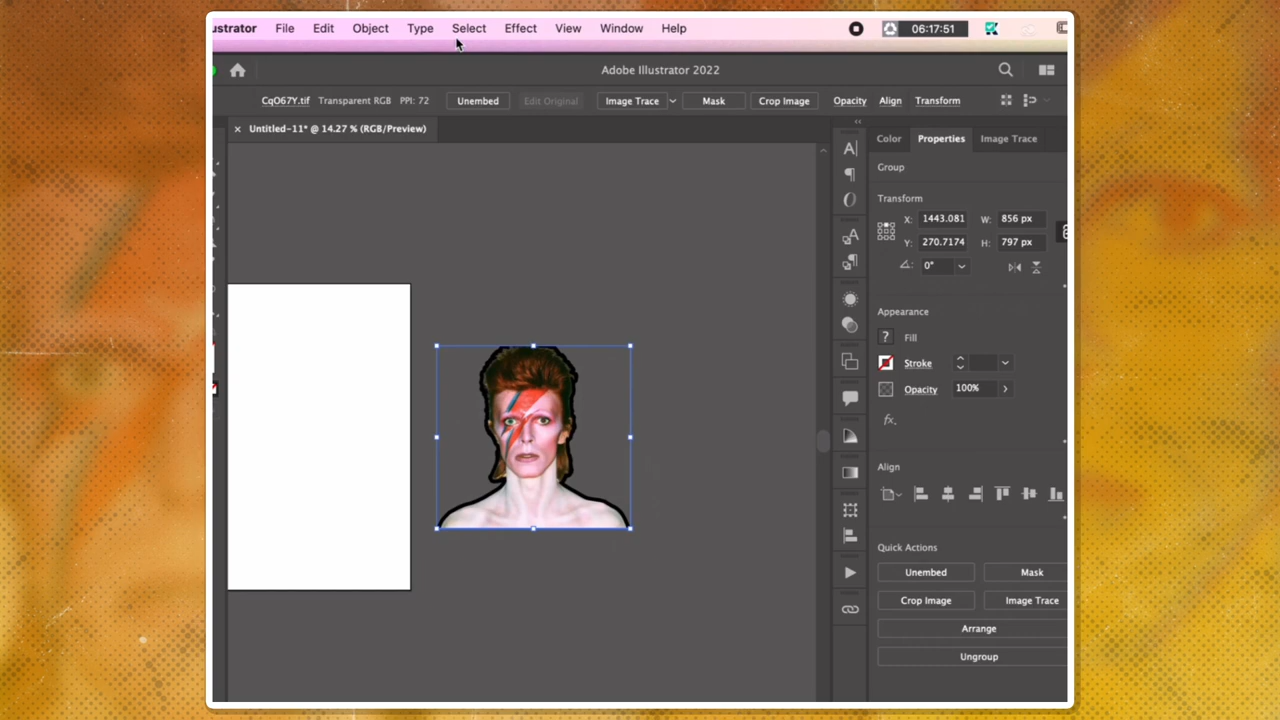 ustrator File Edit Object Type Select Effect View Window Help 06:17:51
Adobe Illustrator 2022
CqO67Y.tif Transparent RGB PPI: 72 Unembed Edit Original Image Trace Mask Crop Image Opacity Align Transform
× Untitled-11* @ 14.27 % (RGB/Preview)
Color Properties Image Trace
Group
Transform
X: 1443.081 W: 856 px
Y: 270.7174 H: 797 px
0°
Appearance
? Fill
Stroke
Opacity 100%
fx.
Align
Quick Actions
Unembed Mask
Crop Image Image Trace
Arrange
Ungroup